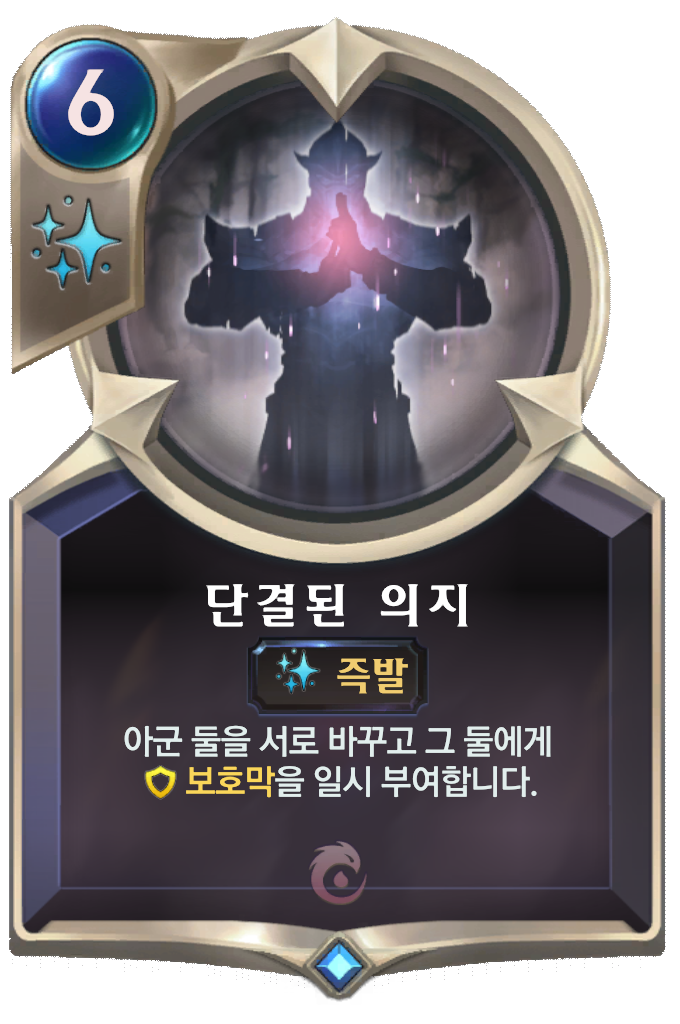 6
단결된 의지
즉발
아군 둘을 서로 바꾸고 그 둘에게
보호막을 일시 부여합니다.